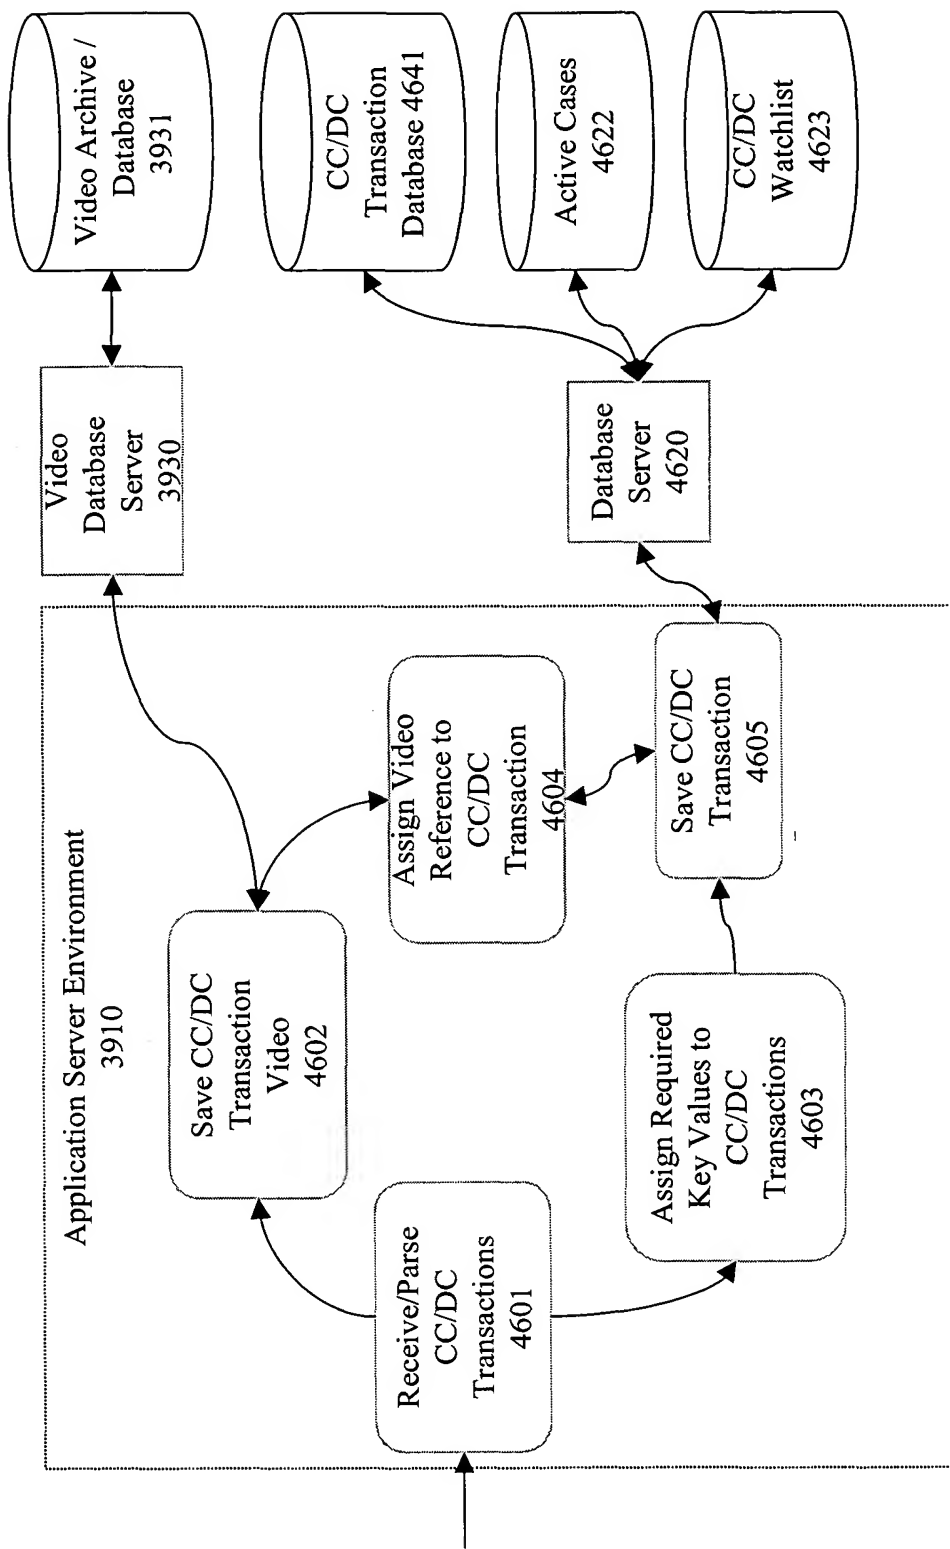 Application Server Environment
3910
Receive/Parse
CC/DC
Transactions
4601
Save CC/DC
Transaction
Video
4602
Assign Required
Key Values to
CC/DC
Transactions
4603
Assign Video
Reference to
CC/DC
Transaction
4604
Save CC/DC
Transaction
4605
Video
Database
Server
3930
Database
Server
4620
Video Archive /
Database
3931
CC/DC
Transaction
Database 4641
Active Cases
4622
CC/DC
Watchlist
4623